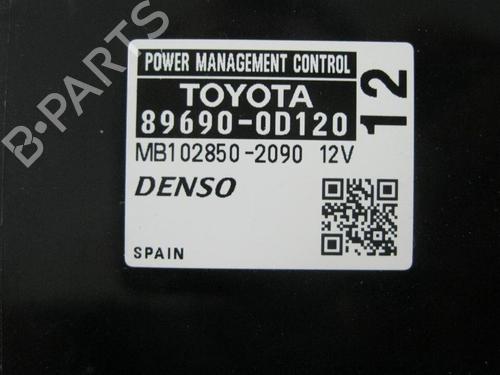 POWER MANAGEMENT CONTROL
TOYOTA
89690-0D120
12
MB102850-2090 12V
DENSO
SPAIN
B-Parts